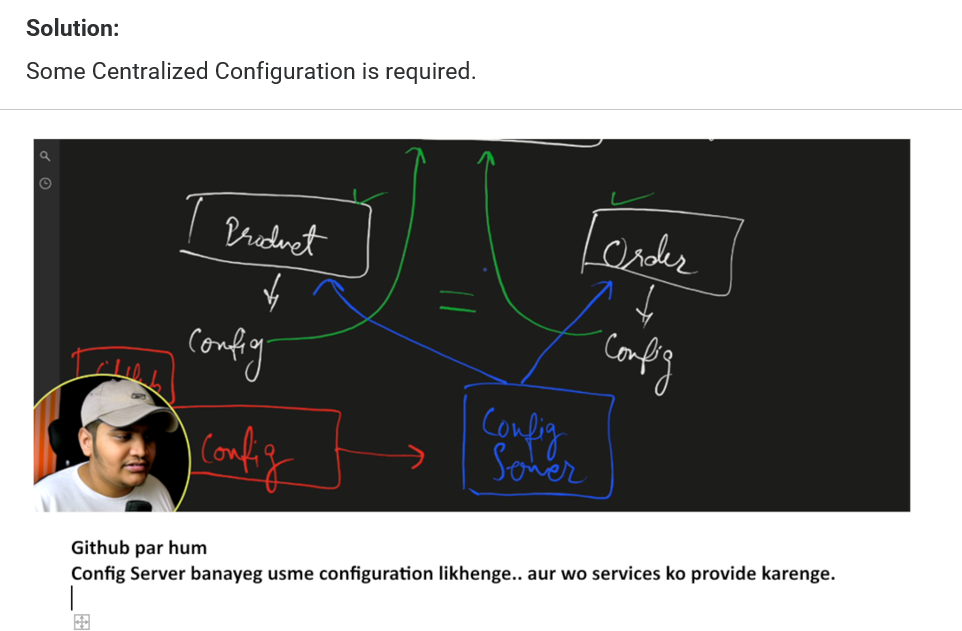 Solution:
Some Centralized Configuration is required.
Product
Order
Config
Config
GitHub
Config
Config
Server
Github par hum
Config Server banayeg usme configuration likhenge.. aur wo services ko provide karenge.